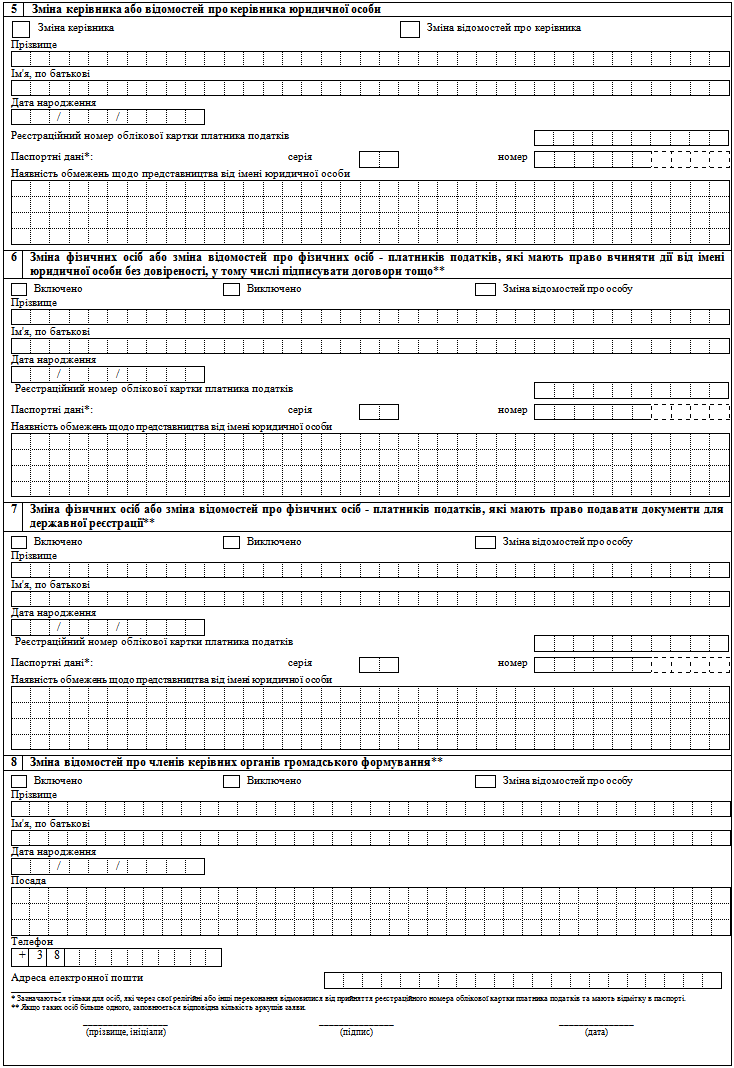 5 Зміна керівника або відомостей про керівника юридичної особи
Зміна керівника Зміна відомостей про керівника
Прізвище
Ім'я, по батькові
Дата народження
/ /
Реєстраційний номер облікової картки платника податків
Паспортні дані*: серія номер
Наявність обмежень щодо представництва від імені юридичної особи
6 Зміна фізичних осіб або зміна відомостей про фізичних осіб - платників податків, які мають право вчиняти дії від імені
юридичної особи без довіреності, у тому числі підписувати договори тощо**
Включено Виключено Зміна відомостей про особу
Прізвище
Ім'я, по батькові
Дата народження
/ /
Реєстраційний номер облікової картки платника податків
Паспортні дані*: серія номер
Наявність обмежень щодо представництва від імені юридичної особи
7 Зміна фізичних осіб або зміна відомостей про фізичних осіб - платників податків, які мають право подавати документи для
державної реєстрації**
Включено Виключено Зміна відомостей про особу
Прізвище
Ім'я, по батькові
Дата народження
/ /
Реєстраційний номер облікової картки платника податків
Паспортні дані*: серія номер
Наявність обмежень щодо представництва від імені юридичної особи
8 Зміна відомостей про членів керівних органів громадського формування**
Включено Виключено Зміна відомостей про особу
Прізвище
Ім'я, по батькові
Дата народження
/ /
Посада
Телефон
+ 3 8
Адреса електронної пошти
* Зазначаються тільки для осіб, які через свої релігійні або інші переконання відмовилися від прийняття реєстраційного номера облікової картки платника податків та мають відмітку в паспорті.
** Якщо таких осіб більше одного, заповнюється відповідна кількість аркушів заяви.
(прізвище, ініціали) (підпис) (дата)